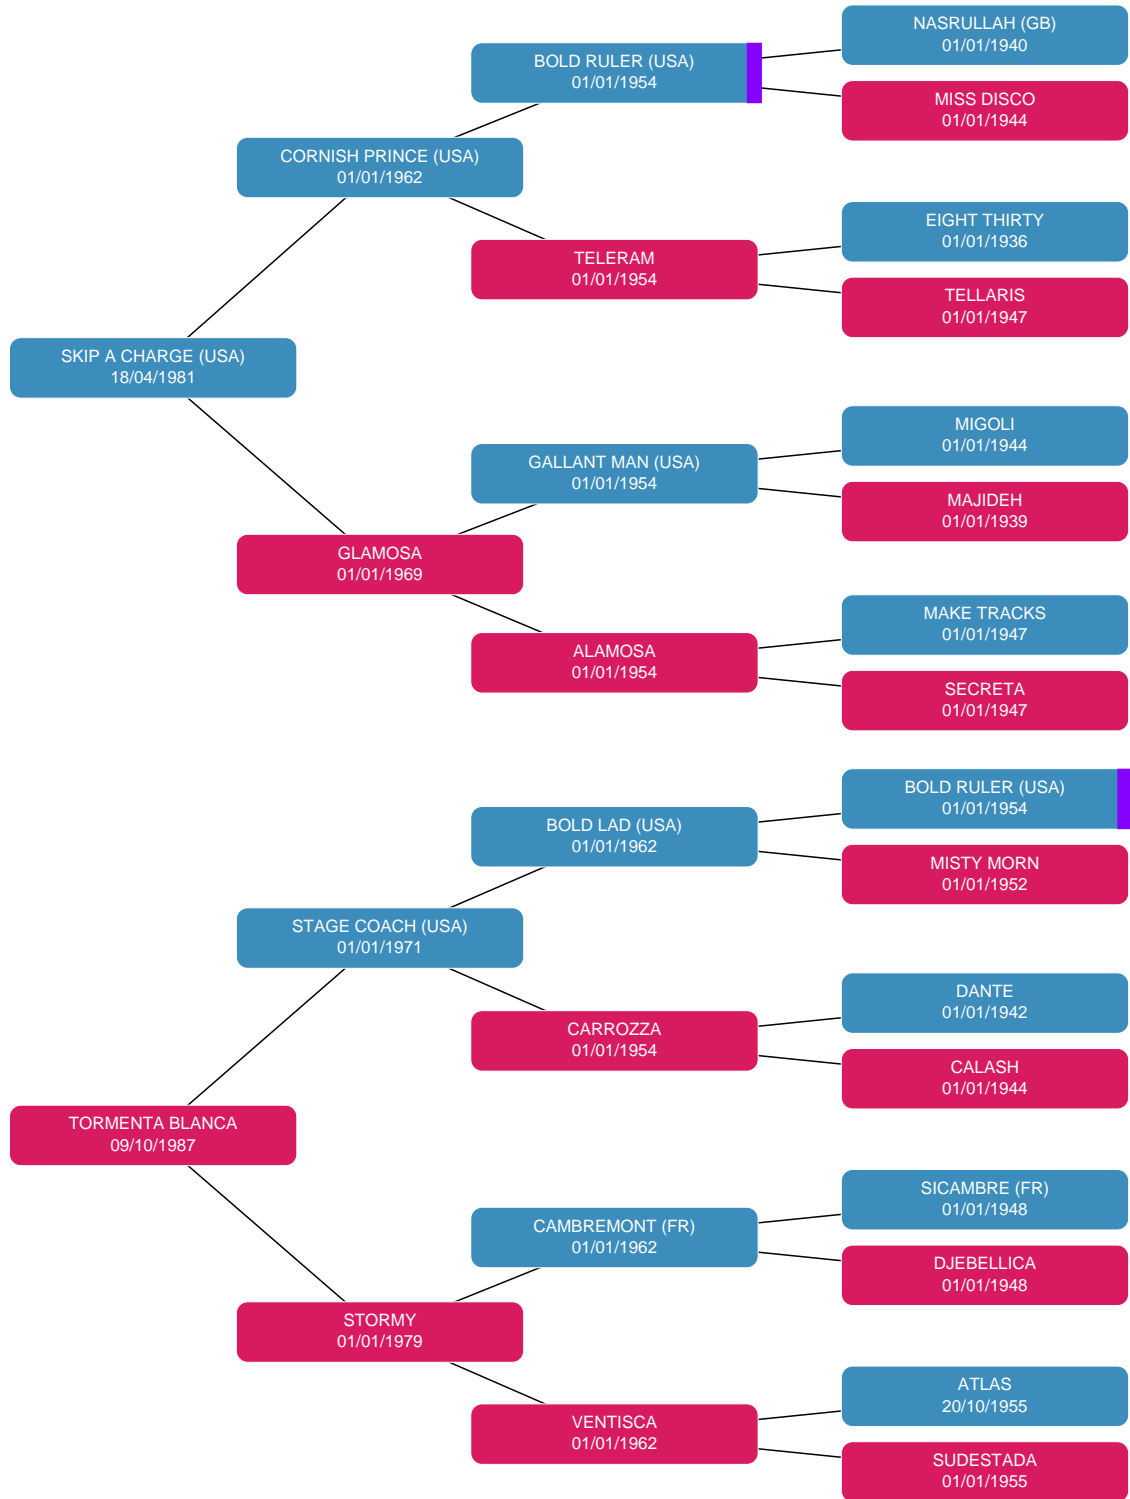 NASRULLAH (GB)
01/01/1940
BOLD RULER (USA)
01/01/1954
MISS DISCO
01/01/1944
CORNISH PRINCE (USA)
01/01/1962
EIGHT THIRTY
01/01/1936
TELERAM
01/01/1954
TELLARIS
01/01/1947
SKIP A CHARGE (USA)
18/04/1981
MIGOLI
01/01/1944
GALLANT MAN (USA)
01/01/1954
MAJIDEH
01/01/1939
GLAMOSA
01/01/1969
MAKE TRACKS
01/01/1947
ALAMOSA
01/01/1954
SECRETA
01/01/1947
BOLD RULER (USA)
01/01/1954
BOLD LAD (USA)
01/01/1962
MISTY MORN
01/01/1952
STAGE COACH (USA)
01/01/1971
DANTE
01/01/1942
CARROZZA
01/01/1954
CALASH
01/01/1944
TORMENTA BLANCA
09/10/1987
SICAMBRE (FR)
01/01/1948
CAMBREMONT (FR)
01/01/1962
DJEBELLICA
01/01/1948
STORMY
01/01/1979
ATLAS
20/10/1955
VENTISCA
01/01/1962
SUDESTADA
01/01/1955